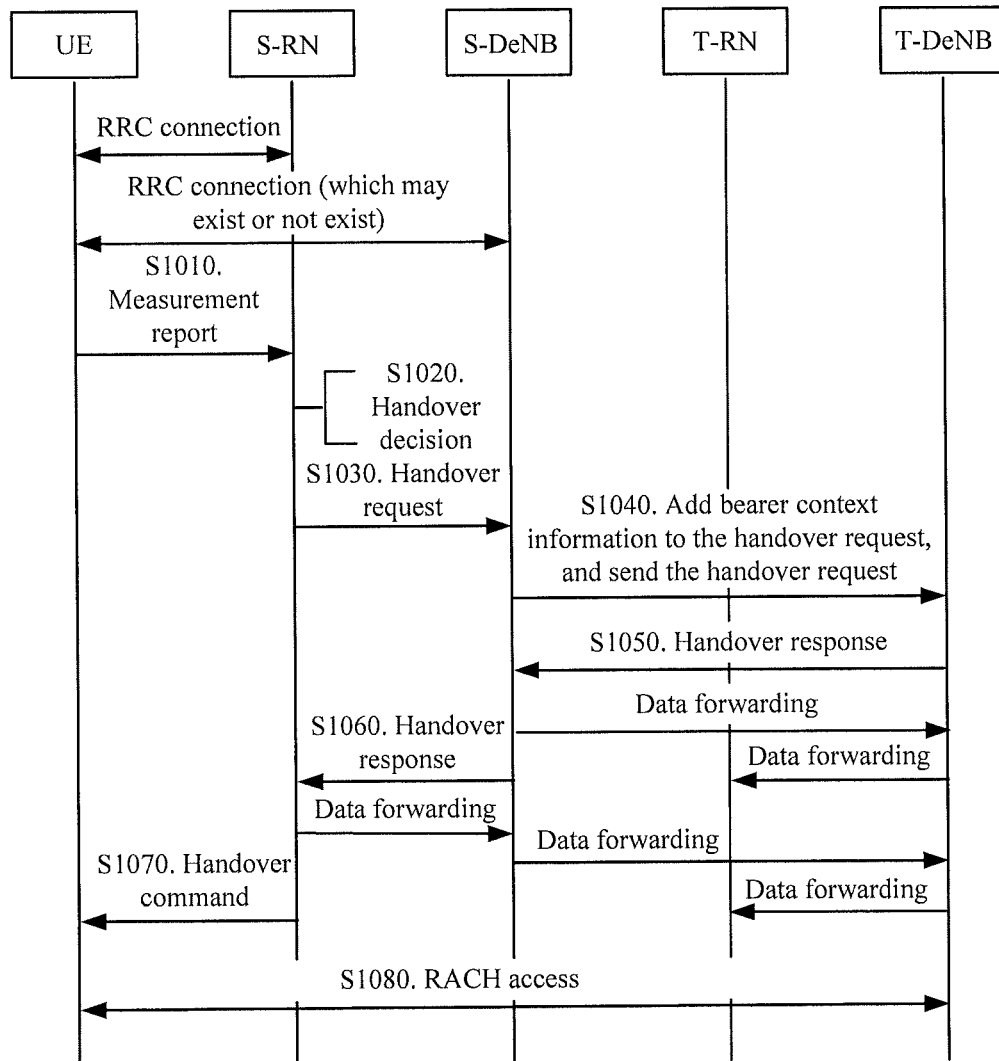 UE
S-RN
S-DeNB
T-RN
T-DeNB
RRC connection
RRC connection (which may
exist or not exist)
S1010.
Measurement
report
S1020.
Handover
decision
S1030. Handover
request
S1040. Add bearer context
information to the handover request,
and send the handover request
S1050. Handover response
Data forwarding
S1060. Handover
response
Data forwarding
Data forwarding
Data forwarding
S1070. Handover
command
Data forwarding
S1080. RACH access